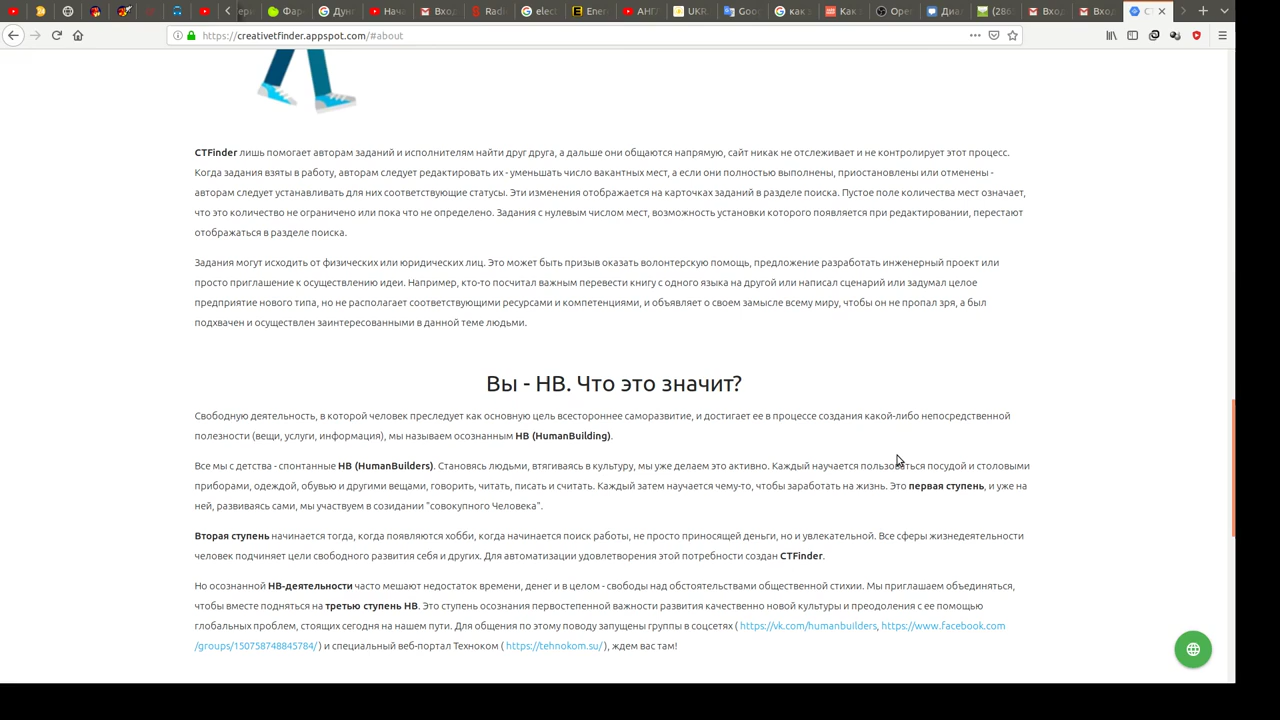 Фар
Дун
Нача
Вхо
Radi
elect
Ener
АНГЛ
UKR.
Goo
как
Как
Оре
Диа
(286
Вхо
Вхо
https://creativetfinder.appspot.com/#about
CTFinder лишь помогает авторам заданий и исполнителям найти друг друга, а дальше они общаются напрямую, сайт никак не отслеживает и не контролирует этот процесс.
Когда задания взяты в работу, авторам следует редактировать их - уменьшать число вакантных мест, а если они полностью выполнены, приостановлены или отменены -
авторам следует устанавливать для них соответствующие статусы. Эти изменения отображается на карточках заданий в разделе поиска. Пустое поле количества мест означает,
что это количество не ограничено или пока что не определено. Задания с нулевым числом мест, возможность установки которого появляется при редактировании, перестают
отображаться в разделе поиска.
Задания могут исходить от физических или юридических лиц. Это может быть призыв оказать волонтерскую помощь, предложение разработать инженерный проект или
просто приглашение к осуществлению идеи. Например, кто-то посчитал важным перевести книгу с одного языка на другой или написал сценарий или задумал целое
предприятие нового типа, но не располагает соответствующими ресурсами и компетенциями, и объявляет о своем замысле всему миру, чтобы он не пропал зря, а был
подхвачен и осуществлен заинтересованными в данной теме людьми.
Вы - HB. Что это значит?
Свободную деятельность, в которой человек преследует как основную цель всестороннее саморазвитие, и достигает ее в процессе создания какой-либо непосредственной
полезности (вещи, услуги, информация), мы называем осознанным HB (HumanBuilding).
Все мы с детства - спонтанные HB (HumanBuilders). Становясь людьми, втягиваясь в культуру, мы уже делаем это активно. Каждый научается пользоваться посудой и столовыми
приборами, одеждой, обувью и другими вещами, говорить, читать, писать и считать. Каждый затем научается чему-то, чтобы заработать на жизнь. Это первая ступень, и уже на
ней, развиваясь сами, мы участвуем в созидании "совокупного Человека".
Вторая ступень начинается тогда, когда появляются хобби, когда начинается поиск работы, не просто приносящей деньги, но и увлекательной. Все сферы жизнедеятельности
человек подчиняет цели свободного развития себя и других. Для автоматизации удовлетворения этой потребности создан CTFinder.
Но осознанной HB-деятельности часто мешают недостаток времени, денег и в целом - свободы над обстоятельствами общественной стихии. Мы приглашаем объединяться,
чтобы вместе подняться на третью ступень HB. Это ступень осознания первостепенной важности развития качественно новой культуры и преодоления с ее помощью
глобальных проблем, стоящих сегодня на нашем пути. Для общения по этому поводу запущены группы в соцсетях ( https://vk.com/humanbuilders, https://www.facebook.com
/groups/150758748845784/ ) и специальный веб-портал Техноком ( https://tehnokom.su/ ), ждем вас там!